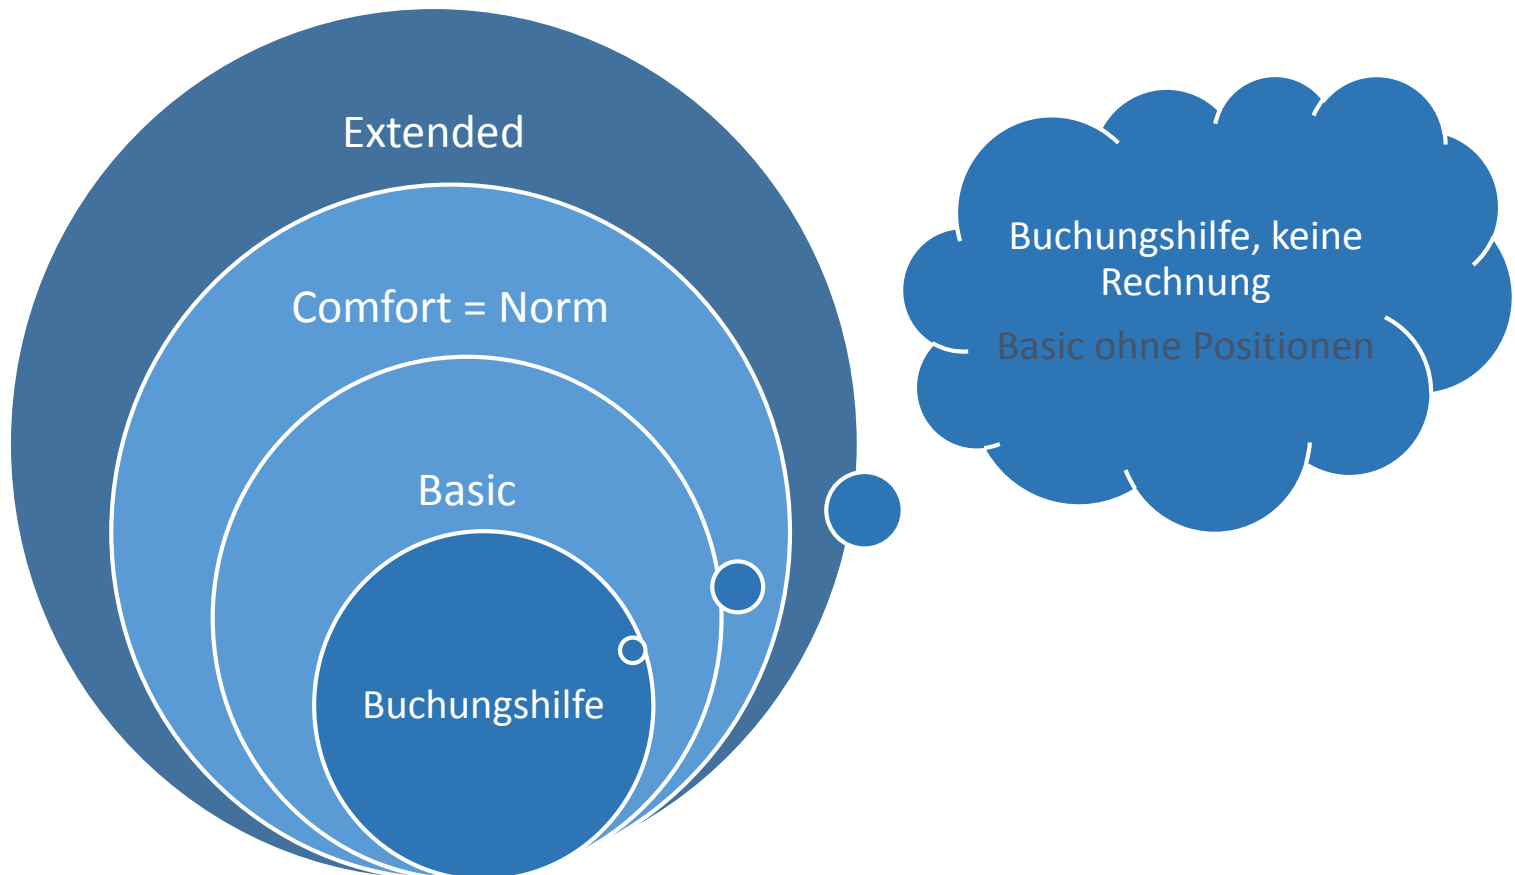 Extended
Comfort = Norm
Basic
Buchungshilfe
Buchungshilfe, keine
Rechnung
Basic ohne Positionen